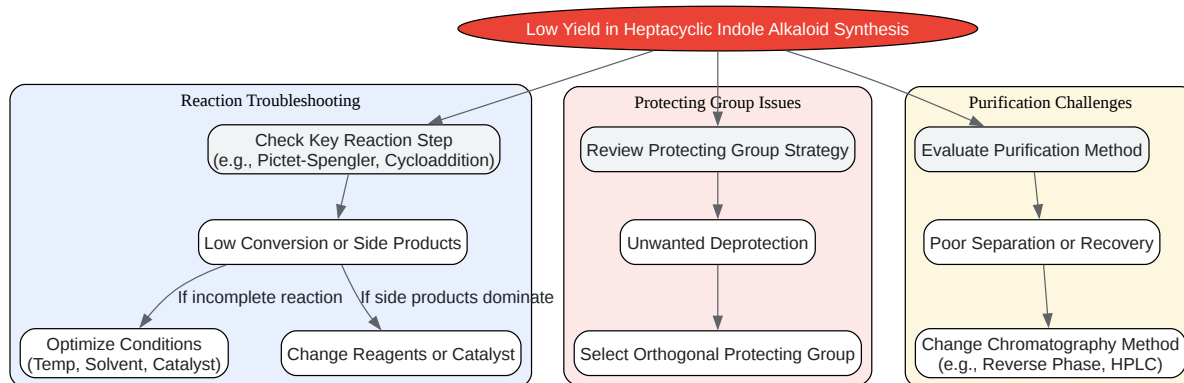 Low Yield in Heptacyclic Indole Alkaloid Synthesis
Reaction Troubleshooting
Check Key Reaction Step
(e.g., Pictet-Spengler, Cycloaddition)
Low Conversion or Side Products
If incomplete reaction
If side products dominate
Optimize Conditions
(Temp, Solvent, Catalyst)
Change Reagents or Catalyst
Protecting Group Issues
Review Protecting Group Strategy
Unwanted Deprotection
Select Orthogonal Protecting Group
Purification Challenges
Evaluate Purification Method
Poor Separation or Recovery
Change Chromatography Method
(e.g., Reverse Phase, HPLC)